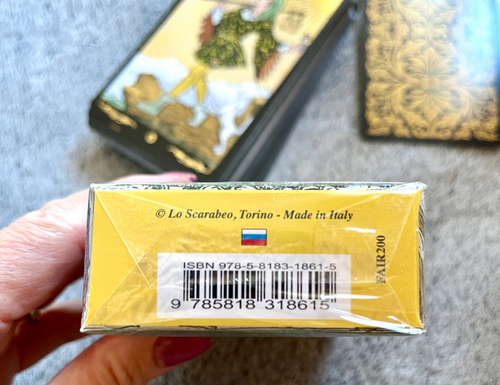 © Lo Scarabeo, Torino - Made in Italy
FAIR200
ISBN 978-5-8183-1861-5
9 785818 318615